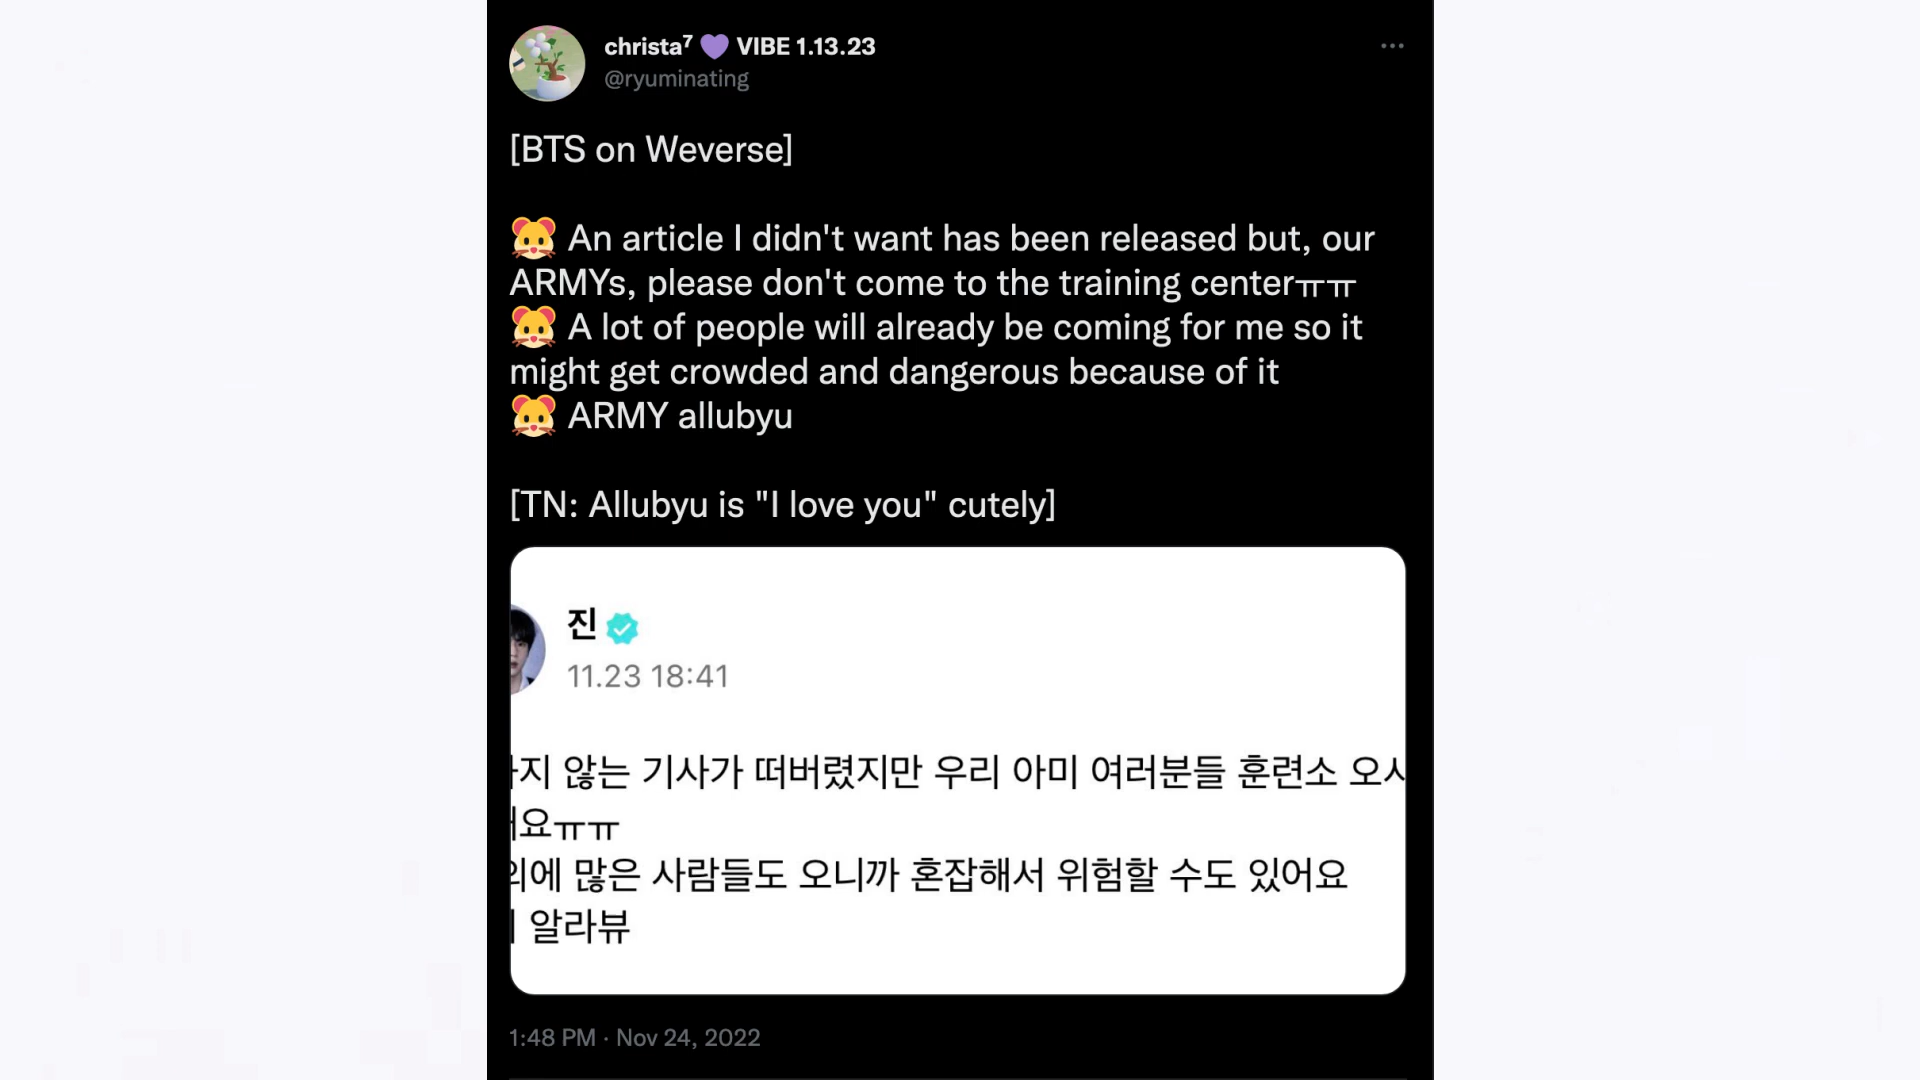 christa⁷ 💜 VIBE 1.13.23
@ryuminating
[BTS on Weverse]
🐹 An article I didn't want has been released but, our
ARMYs, please don't come to the training centerㅠㅠ
🐹 A lot of people will already be coming for me so it
might get crowded and dangerous because of it
🐹 ARMY allubyu
[TN: Allubyu is "I love you" cutely]
진
11.23 18:41
지 않는 기사가 떠버렸지만 우리 아미 여러분들 훈련소 오시
요ㅠㅠ
의에 많은 사람들도 오니까 혼잡해서 위험할 수도 있어요
알라뷰
1:48 PM · Nov 24, 2022